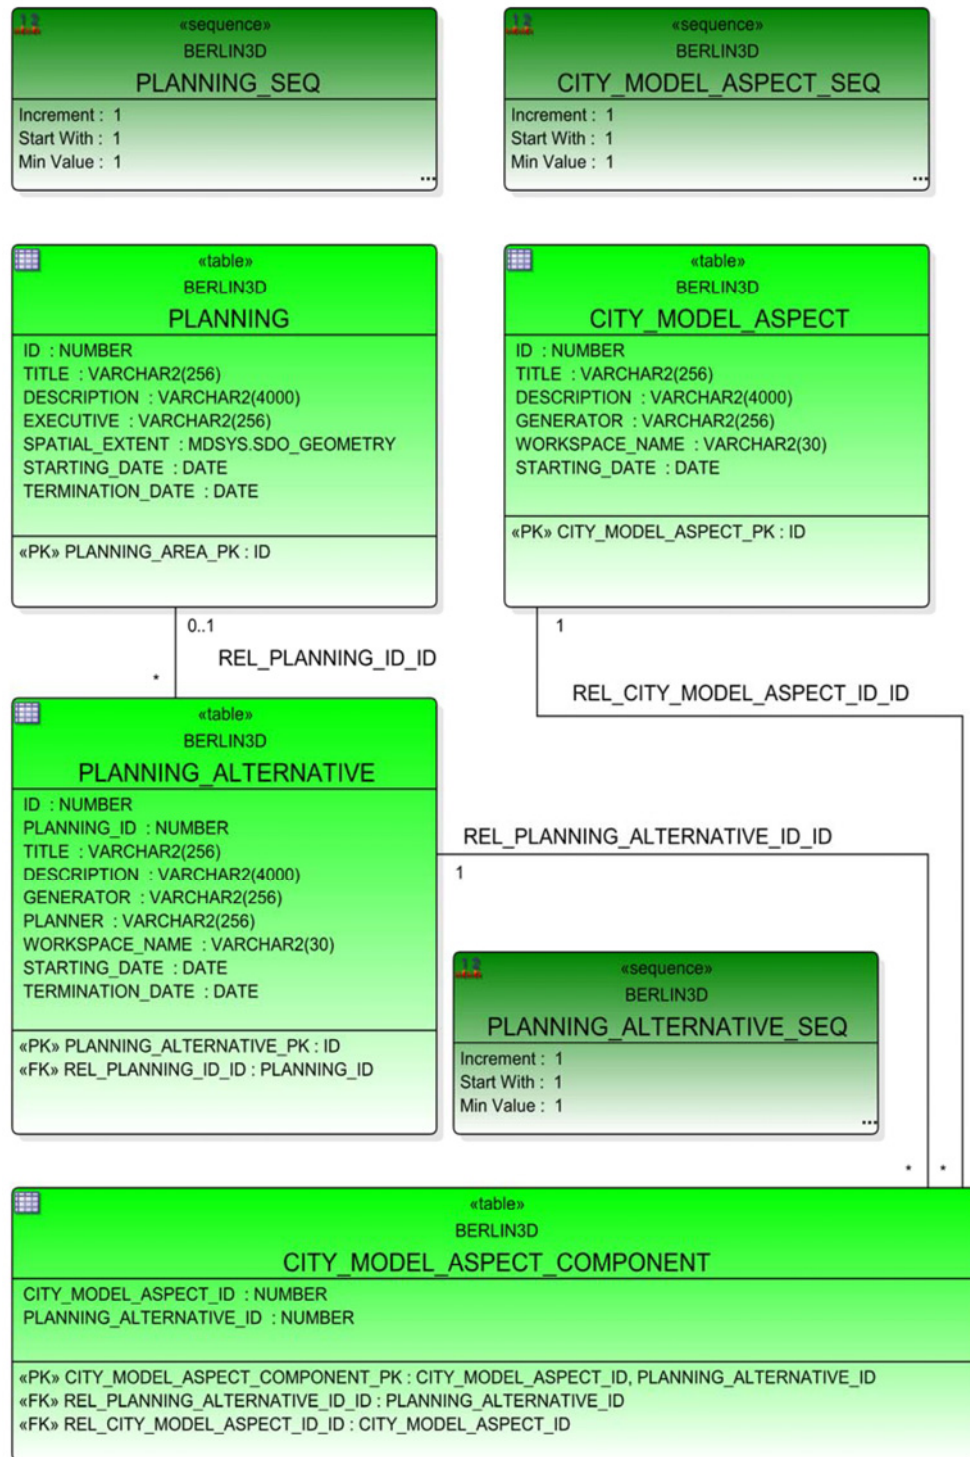 «sequence»
BERLIN3D
PLANNING_SEQ
Increment : 1
Start With : 1
Min Value : 1
...
«sequence»
BERLIN3D
CITY_MODEL_ASPECT_SEQ
Increment : 1
Start With : 1
Min Value : 1
...
«table»
BERLIN3D
PLANNING
ID : NUMBER
TITLE : VARCHAR2(256)
DESCRIPTION : VARCHAR2(4000)
EXECUTIVE : VARCHAR2(256)
SPATIAL_EXTENT : MDSYS.SDO_GEOMETRY
STARTING_DATE : DATE
TERMINATION_DATE : DATE
«PK» PLANNING_AREA_PK : ID
«table»
BERLIN3D
CITY_MODEL_ASPECT
ID : NUMBER
TITLE : VARCHAR2(256)
DESCRIPTION : VARCHAR2(4000)
GENERATOR : VARCHAR2(256)
WORKSPACE_NAME : VARCHAR2(30)
STARTING_DATE : DATE
«PK» CITY_MODEL_ASPECT_PK : ID
0..1
REL_PLANNING_ID_ID
*
1
REL_CITY_MODEL_ASPECT_ID_ID
«table»
BERLIN3D
PLANNING_ALTERNATIVE
ID : NUMBER
PLANNING_ID : NUMBER
TITLE : VARCHAR2(256)
DESCRIPTION : VARCHAR2(4000)
GENERATOR : VARCHAR2(256)
PLANNER : VARCHAR2(256)
WORKSPACE_NAME : VARCHAR2(30)
STARTING_DATE : DATE
TERMINATION_DATE : DATE
«PK» PLANNING_ALTERNATIVE_PK : ID
«FK» REL_PLANNING_ID_ID : PLANNING_ID
REL_PLANNING_ALTERNATIVE_ID_ID
1
«sequence»
BERLIN3D
PLANNING_ALTERNATIVE_SEQ
Increment : 1
Start With : 1
Min Value : 1
...
* *
«table»
BERLIN3D
CITY_MODEL_ASPECT_COMPONENT
CITY_MODEL_ASPECT_ID : NUMBER
PLANNING_ALTERNATIVE_ID : NUMBER
«PK» CITY_MODEL_ASPECT_COMPONENT_PK : CITY_MODEL_ASPECT_ID, PLANNING_ALTERNATIVE_ID
«FK» REL_PLANNING_ALTERNATIVE_ID_ID : PLANNING_ALTERNATIVE_ID
«FK» REL_CITY_MODEL_ASPECT_ID_ID : CITY_MODEL_ASPECT_ID